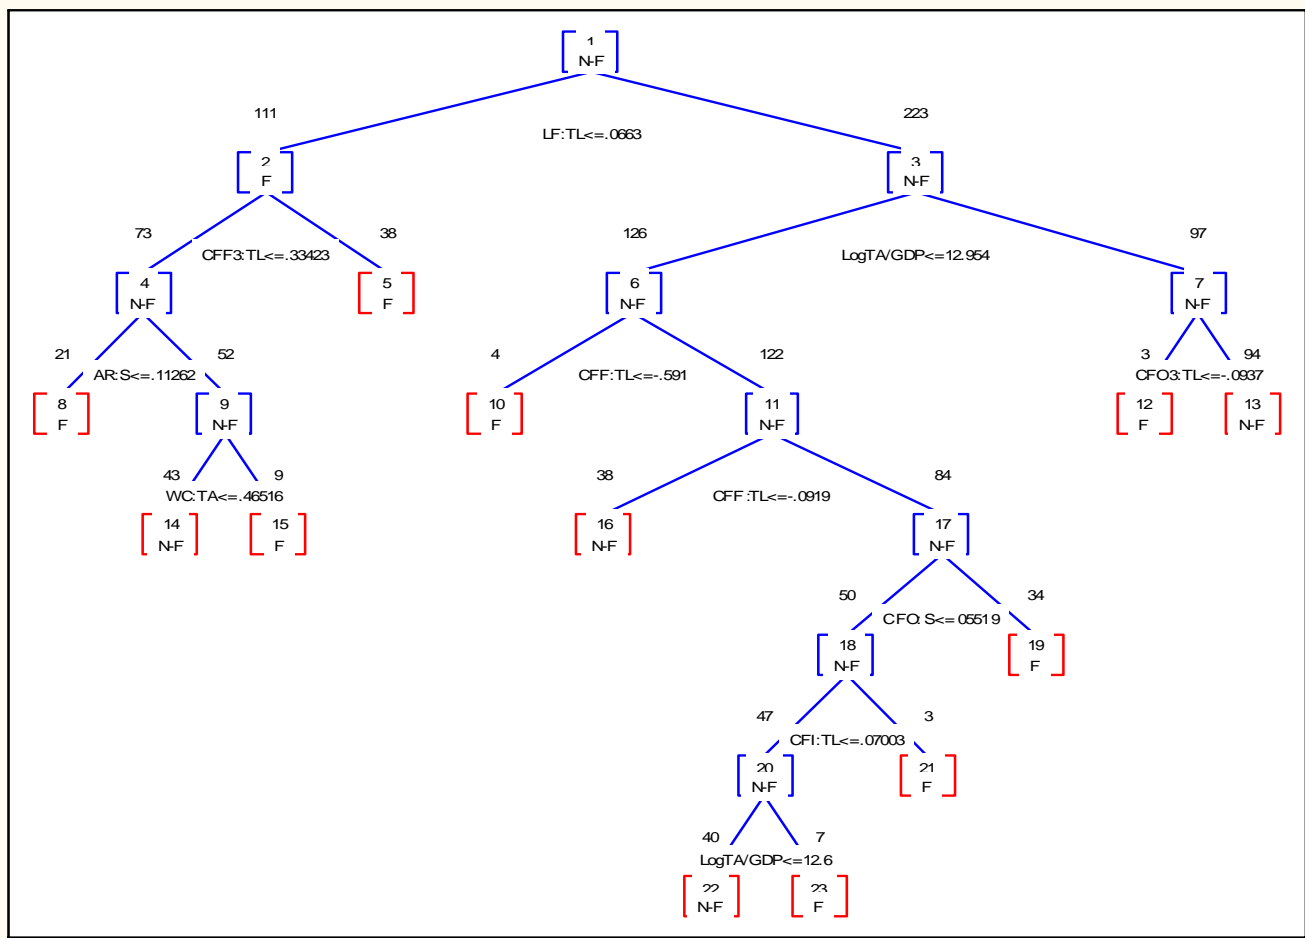 1
N-F
111
223
LF:TL<=.0663
2
F
3
N-F
73
38
126
97
CFF3:TL<=.33423
LogTA/GDP<=12.954
4
N-F
5
F
6
N-F
7
N-F
21
52
4
122
3
94
AR:S<=.11262
CFF:TL<=-.591
CFO3:TL<=-.0937
8
F
9
N-F
10
F
11
N-F
12
F
13
N-F
43
9
38
84
WC:TA<=.46516
CFF:TL<=-.0919
14
N-F
15
F
16
N-F
17
N-F
50
34
CFO:S<=05519
18
N-F
19
F
47
3
CFI:TL<=.07003
20
N-F
21
F
40
7
LogTA/GDP<=12.6
22
N-F
23
F